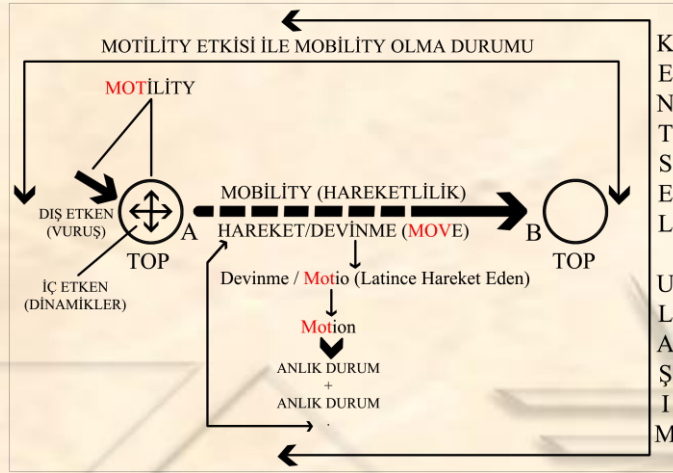 MOTİLİTY ETKİSİ İLE MOBİLİTY OLMA DURUMU
MOTİLİTY
DIŞ ETKEN
(VURUŞ)
A
TOP
İÇ ETKEN
(DİNAMİKLER)
MOBİLİTY (HAREKETLİLİK)
HAREKET/DEVİNME (MOVE)
B
TOP
Devinme / Motio (Latince Hareket Eden)
Motion
ANLIK DURUM
+
ANLIK DURUM
.
KENTSEL ULAŞIM